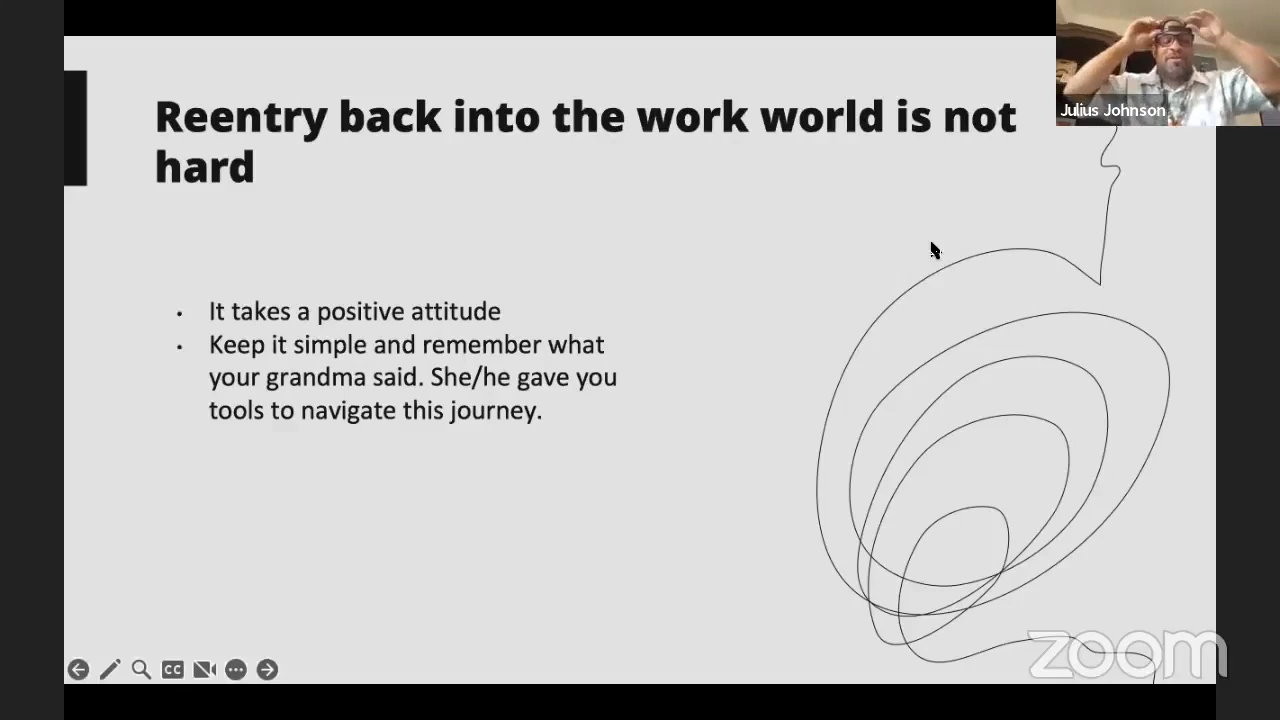 Reentry back into the work world is not
hard
Julius Johnson
• It takes a positive attitude
• Keep it simple and remember what
your grandma said. She/he gave you
tools to navigate this journey.
CC
zoom